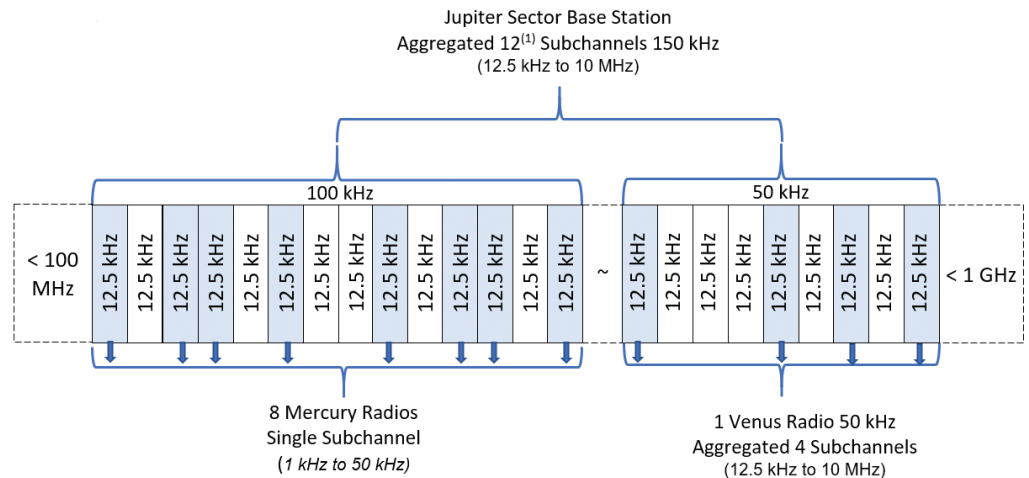 Jupiter Sector Base Station
Aggregated 12(1) Subchannels 150 kHz
(12.5 kHz to 10 MHz)
100 kHz
50 kHz
< 100
MHz
12.5 kHz
12.5 kHz
12.5 kHz
12.5 kHz
12.5 kHz
12.5 kHz
12.5 kHz
12.5 kHz
12.5 kHz
12.5 kHz
12.5 kHz
12.5 kHz
12.5 kHz
12.5 kHz
~
12.5 kHz
12.5 kHz
12.5 kHz
12.5 kHz
12.5 kHz
12.5 kHz
12.5 kHz
12.5 kHz
12.5 kHz
< 1 GHz
8 Mercury Radios
Single Subchannel
(1 kHz to 50 kHz)
1 Venus Radio 50 kHz
Aggregated 4 Subchannels
(12.5 kHz to 10 MHz)